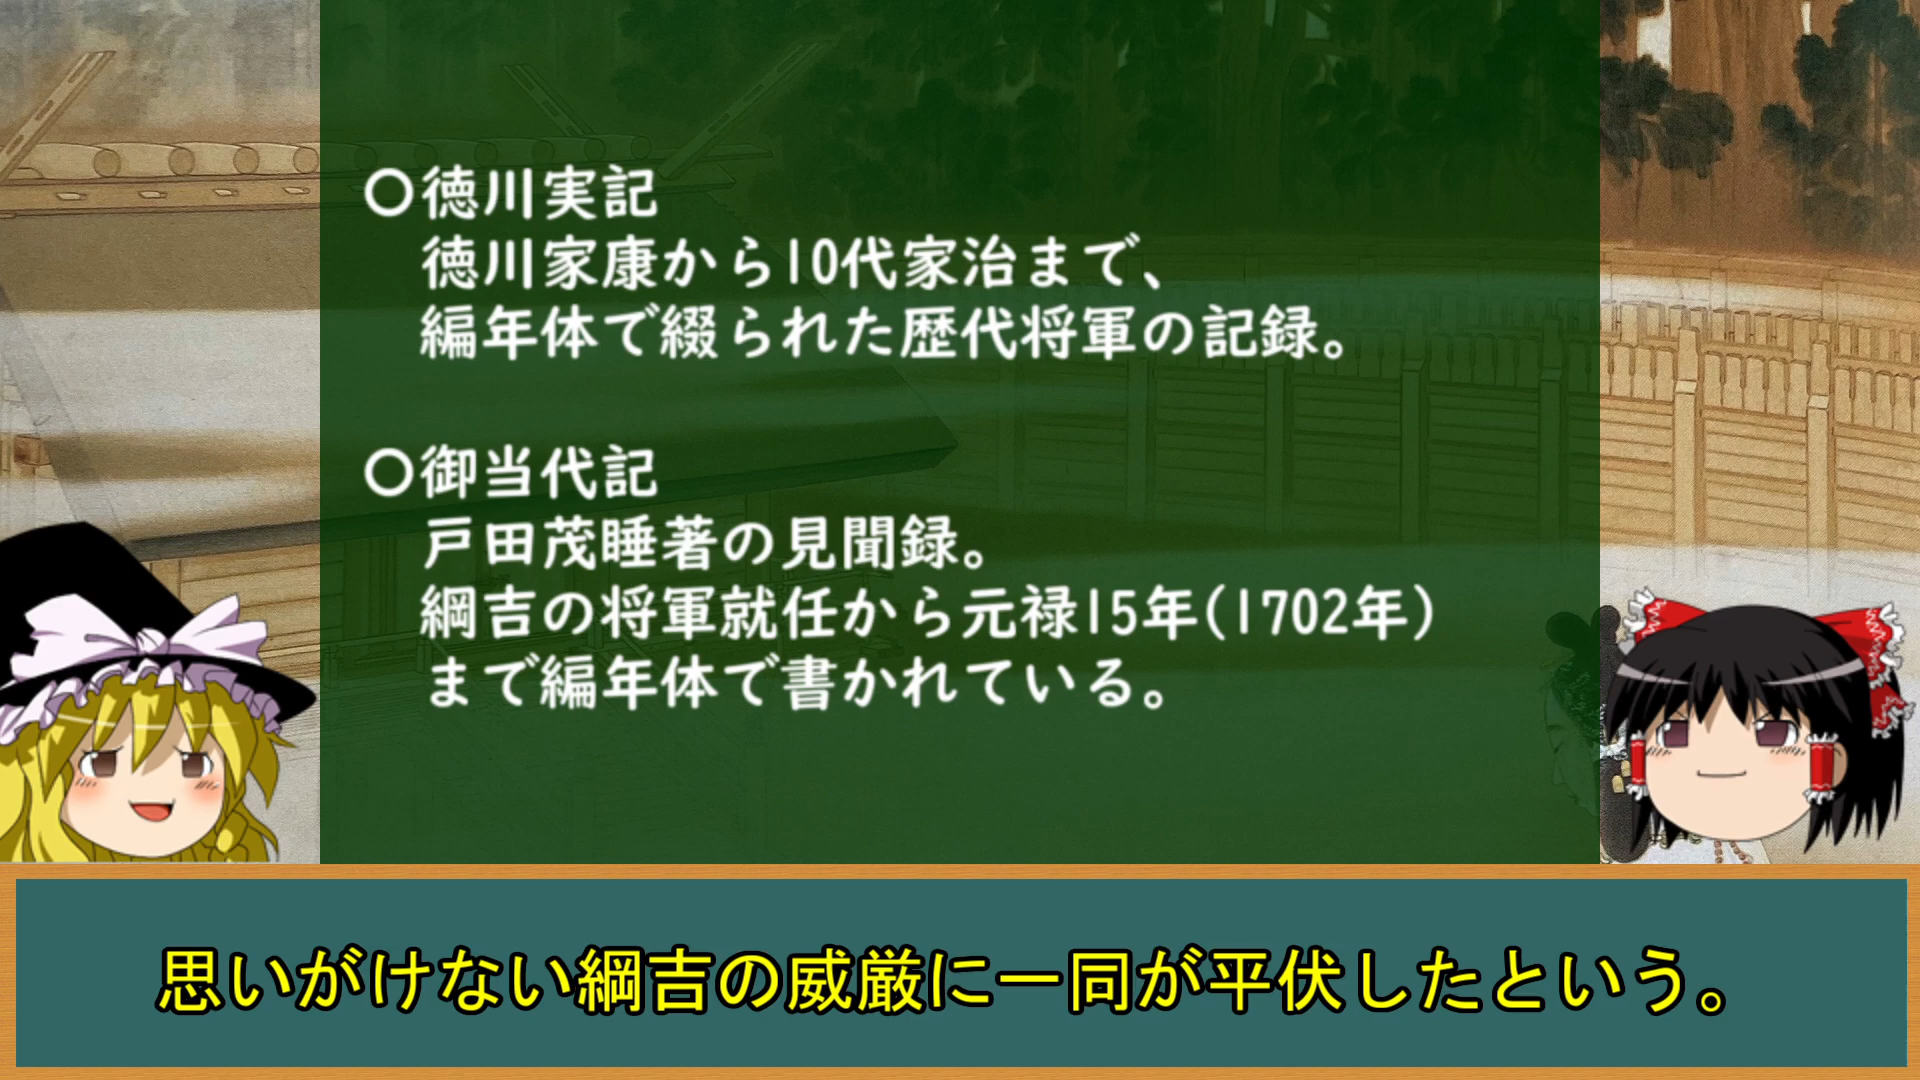 〇徳川実記
徳川家康から10代家治まで、
編年体で綴られた歴代将軍の記録。
〇御当代記
戸田茂睡著の見聞録。
綱吉の将軍就任から元禄15年(1702年)
まで編年体で書かれている。
思いがけない綱吉の威厳に一同が平伏したという。